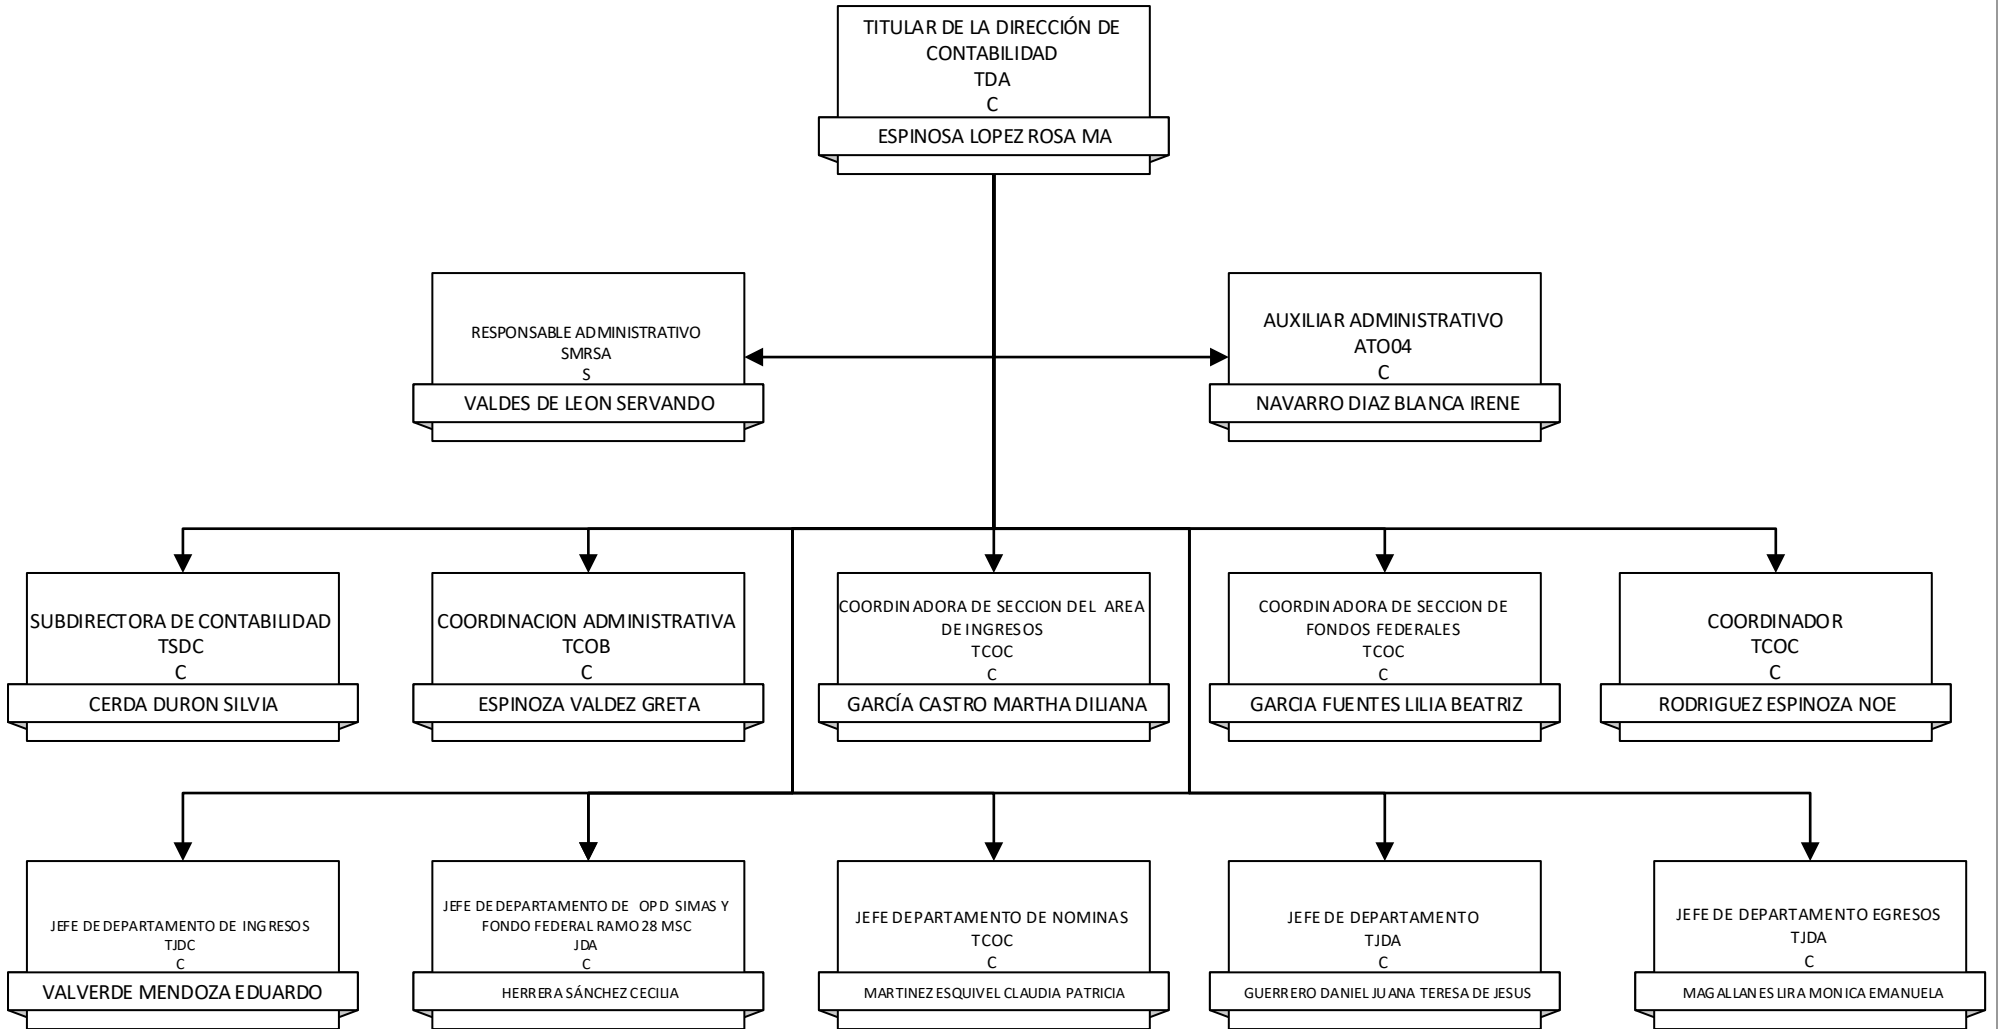 TITULAR DE LA DIRECCIÓN DE
CONTABILIDAD
TDA
C
ESPINOSA LOPEZ ROSA MA
RESPONSABLE ADMINISTRATIVO
SMRSA
S
VALDES DE LEON SERVANDO
AUXILIAR ADMINISTRATIVO
ATO04
C
NAVARRO DIAZ BLANCA IRENE
SUBDIRECTORA DE CONTABILIDAD
TSDC
C
CERDA DURON SILVIA
COORDINACION ADMINISTRATIVA
TCOB
C
ESPINOZA VALDEZ GRETA
COORDINADORA DE SECCION DEL AREA
DE INGRESOS
TCOC
C
GARCÍA CASTRO MARTHA DILIANA
COORDINADORA DE SECCION DE
FONDOS FEDERALES
TCOC
C
GARCIA FUENTES LILIA BEATRIZ
COORDINADOR
TCOC
C
RODRIGUEZ ESPINOZA NOE
JEFE DE DEPARTAMENTO DE INGRESOS
TJDC
C
VALVERDE MENDOZA EDUARDO
JEFE DE DEPARTAMENTO DE OPD SIMAS Y
FONDO FEDERAL RAMO 28 MSC
JDA
C
HERRERA SÁNCHEZ CECILIA
JEFE DEPARTAMENTO DE NOMINAS
TCOC
C
MARTINEZ ESQUIVEL CLAUDIA PATRICIA
JEFE DE DEPARTAMENTO
TJDA
C
GUERRERO DANIEL JUANA TERESA DE JESUS
JEFE DE DEPARTAMENTO EGRESOS
TJDA
C
MAGALLANES LIRA MONICA EMANUELA